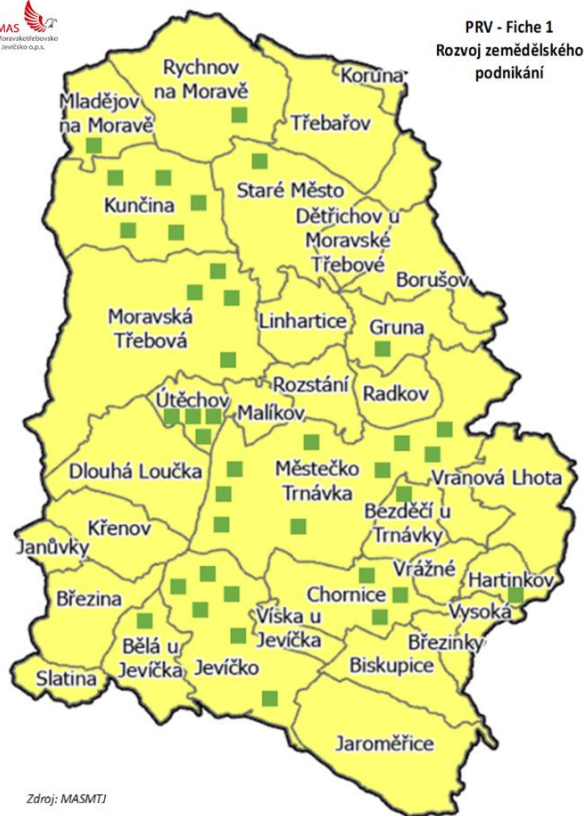 MAS
Moravskotřebovsko
Jevíčsko o.p.s.
PRV - Fiche 1
Rozvoj zemědělského
podnikání
Rychnov
na Moravě
Koruna
Mladějov
na Moravě
Třebařov
Staré Město
Kunčina
Dětřichov u
Moravské
Třebové
Borušov
Moravská
Třebová
Linhartice
Gruna
Rozstání
Radkov
Útěchov
Malíkov
Dlouhá Loučka
Městečko
Trnávka
Vranová Lhota
Bezděčí u
Trnávky
Křenov
Janůvky
Vrážné
Hartinkov
Březina
Chornice
Vysoká
Víska u
Jevíčka
Březinky
Bělá u
Jevíčka
Jevíčko
Biskupice
Slatina
Jaroměřice
Zdroj: MASMTJ